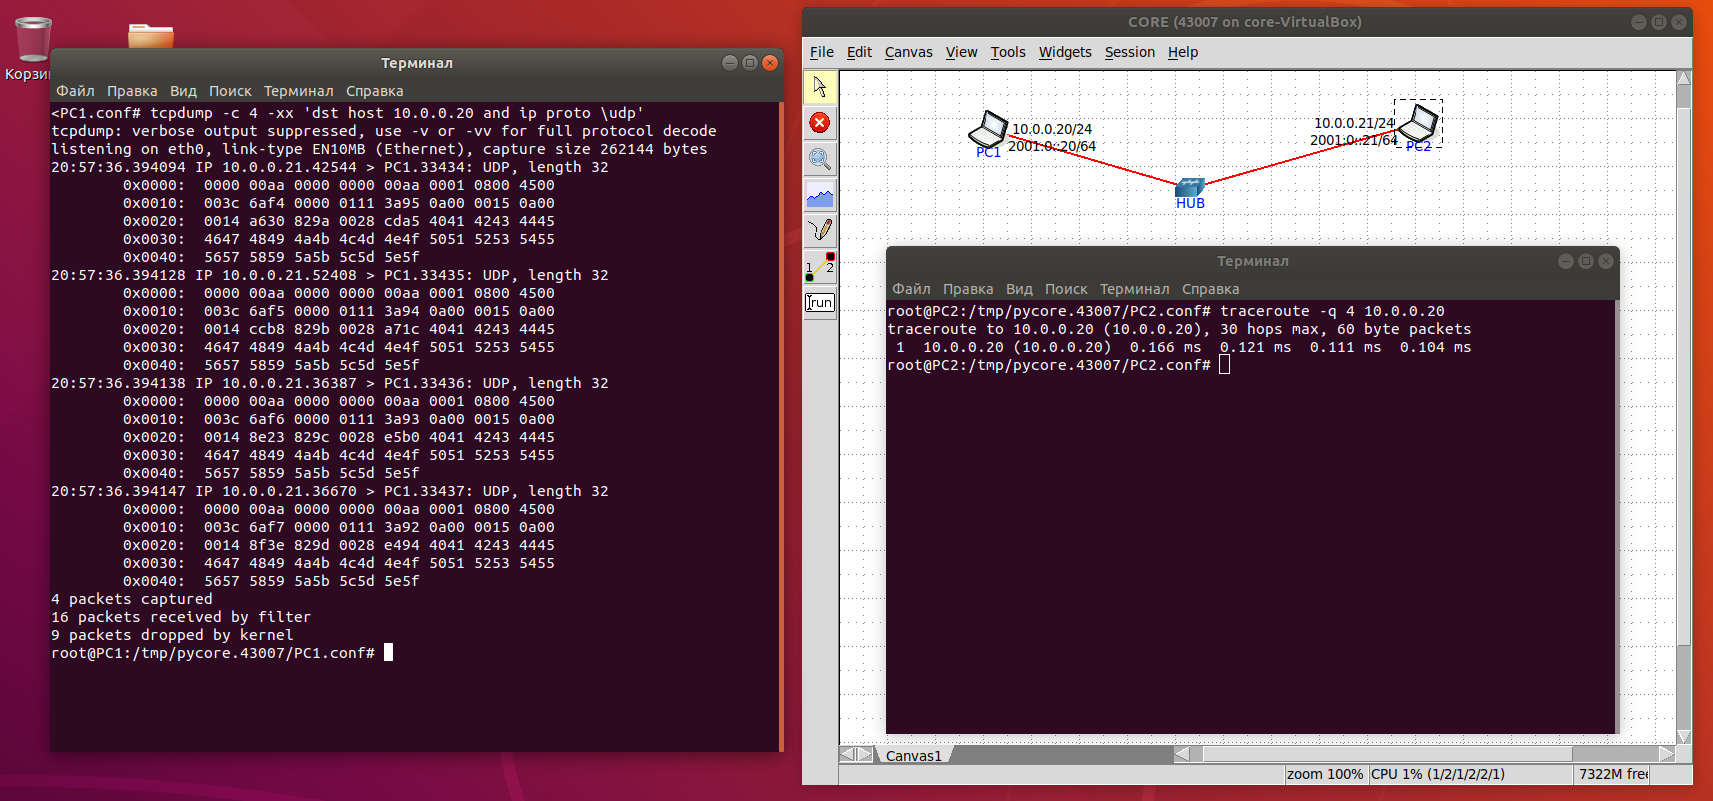 Терминал
Файл Правка Вид Поиск Терминал Справка
<PC1.conf# tcpdump -c 4 -xx 'dst host 10.0.0.20 and ip proto \udp'
tcpdump: verbose output suppressed, use -v or -vv for full protocol decode
listening on eth0, link-type EN10MB (Ethernet), capture size 262144 bytes
20:57:36.394094 IP 10.0.0.21.42544 > PC1.33434: UDP, length 32
0x0000: 0000 00aa 0000 0000 00aa 0001 0800 4500
0x0010: 003c 6af4 0000 0111 3a95 0a00 0015 0a00
0x0020: 0014 a630 829a 0028 cda5 4041 4243 4445
0x0030: 4647 4849 4a4b 4c4d 4e4f 5051 5253 5455
0x0040: 5657 5859 5a5b 5c5d 5e5f
20:57:36.394128 IP 10.0.0.21.52408 > PC1.33435: UDP, length 32
0x0000: 0000 00aa 0000 0000 00aa 0001 0800 4500
0x0010: 003c 6af5 0000 0111 3a94 0a00 0015 0a00
0x0020: 0014 ccb8 829b 0028 a71c 4041 4243 4445
0x0030: 4647 4849 4a4b 4c4d 4e4f 5051 5253 5455
0x0040: 5657 5859 5a5b 5c5d 5e5f
20:57:36.394138 IP 10.0.0.21.36387 > PC1.33436: UDP, length 32
0x0000: 0000 00aa 0000 0000 00aa 0001 0800 4500
0x0010: 003c 6af6 0000 0111 3a93 0a00 0015 0a00
0x0020: 0014 8e23 829c 0028 e5b0 4041 4243 4445
0x0030: 4647 4849 4a4b 4c4d 4e4f 5051 5253 5455
0x0040: 5657 5859 5a5b 5c5d 5e5f
20:57:36.394147 IP 10.0.0.21.36670 > PC1.33437: UDP, length 32
0x0000: 0000 00aa 0000 0000 00aa 0001 0800 4500
0x0010: 003c 6af7 0000 0111 3a92 0a00 0015 0a00
0x0020: 0014 8f3e 829d 0028 e494 4041 4243 4445
0x0030: 4647 4849 4a4b 4c4d 4e4f 5051 5253 5455
0x0040: 5657 5859 5a5b 5c5d 5e5f
4 packets captured
16 packets received by filter
9 packets dropped by kernel
root@PC1:/tmp/pycore.43007/PC1.conf#
CORE (43007 on core-VirtualBox)
File Edit Canvas View Tools Widgets Session Help
10.0.0.20/24
2001:0::20/64
PC1
10.0.0.21/24
2001:0::21/64
PC2
HUB
1 2
run
Терминал
Файл Правка Вид Поиск Терминал Справка
root@PC2:/tmp/pycore.43007/PC2.conf# traceroute -q 4 10.0.0.20
traceroute to 10.0.0.20 (10.0.0.20), 30 hops max, 60 byte packets
1 10.0.0.20 (10.0.0.20) 0.166 ms 0.121 ms 0.111 ms 0.104 ms
root@PC2:/tmp/pycore.43007/PC2.conf#
Canvas1
zoom 100% CPU 1% (1/2/1/2/2/1) 7322M